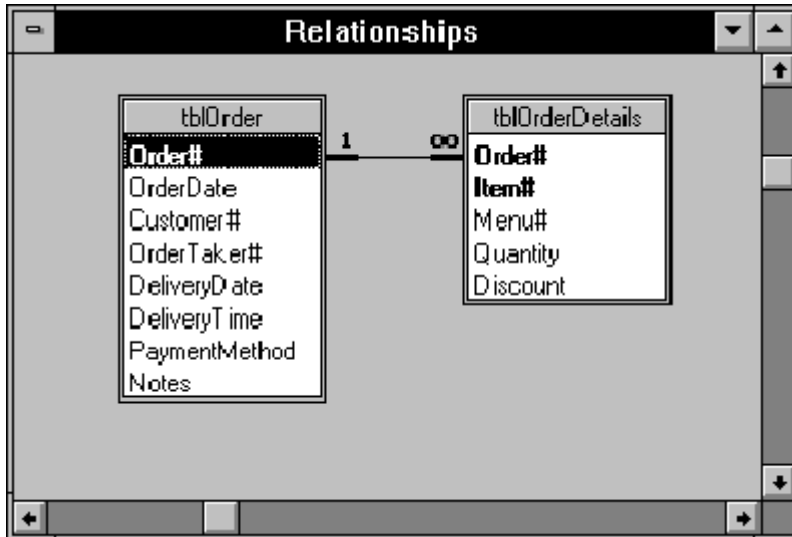 Relationships
tblOrder
Order#
OrderDate
Customer#
OrderTaker#
DeliveryDate
DeliveryTime
PaymentMethod
Notes
1 ∞
tblOrderDetails
Order#
Item#
Menu#
Quantity
Discount